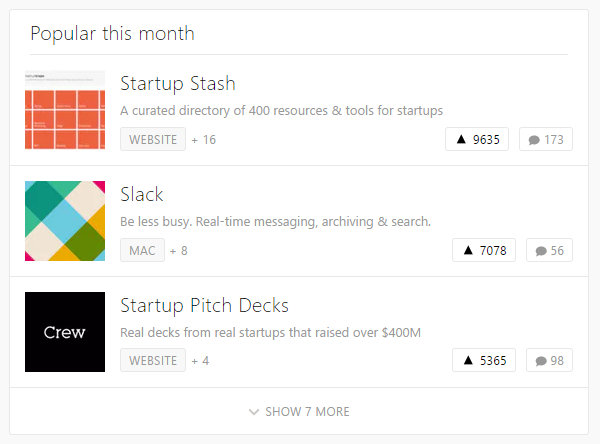 Popular this month
Startup Stash
A curated directory of 400 resources & tools for startups
WEBSITE + 16 9635 173
Slack
Be less busy. Real-time messaging, archiving & search.
MAC + 8 7078 56
Crew
Startup Pitch Decks
Real decks from real startups that raised over $400M
WEBSITE + 4 5365 98
SHOW 7 MORE